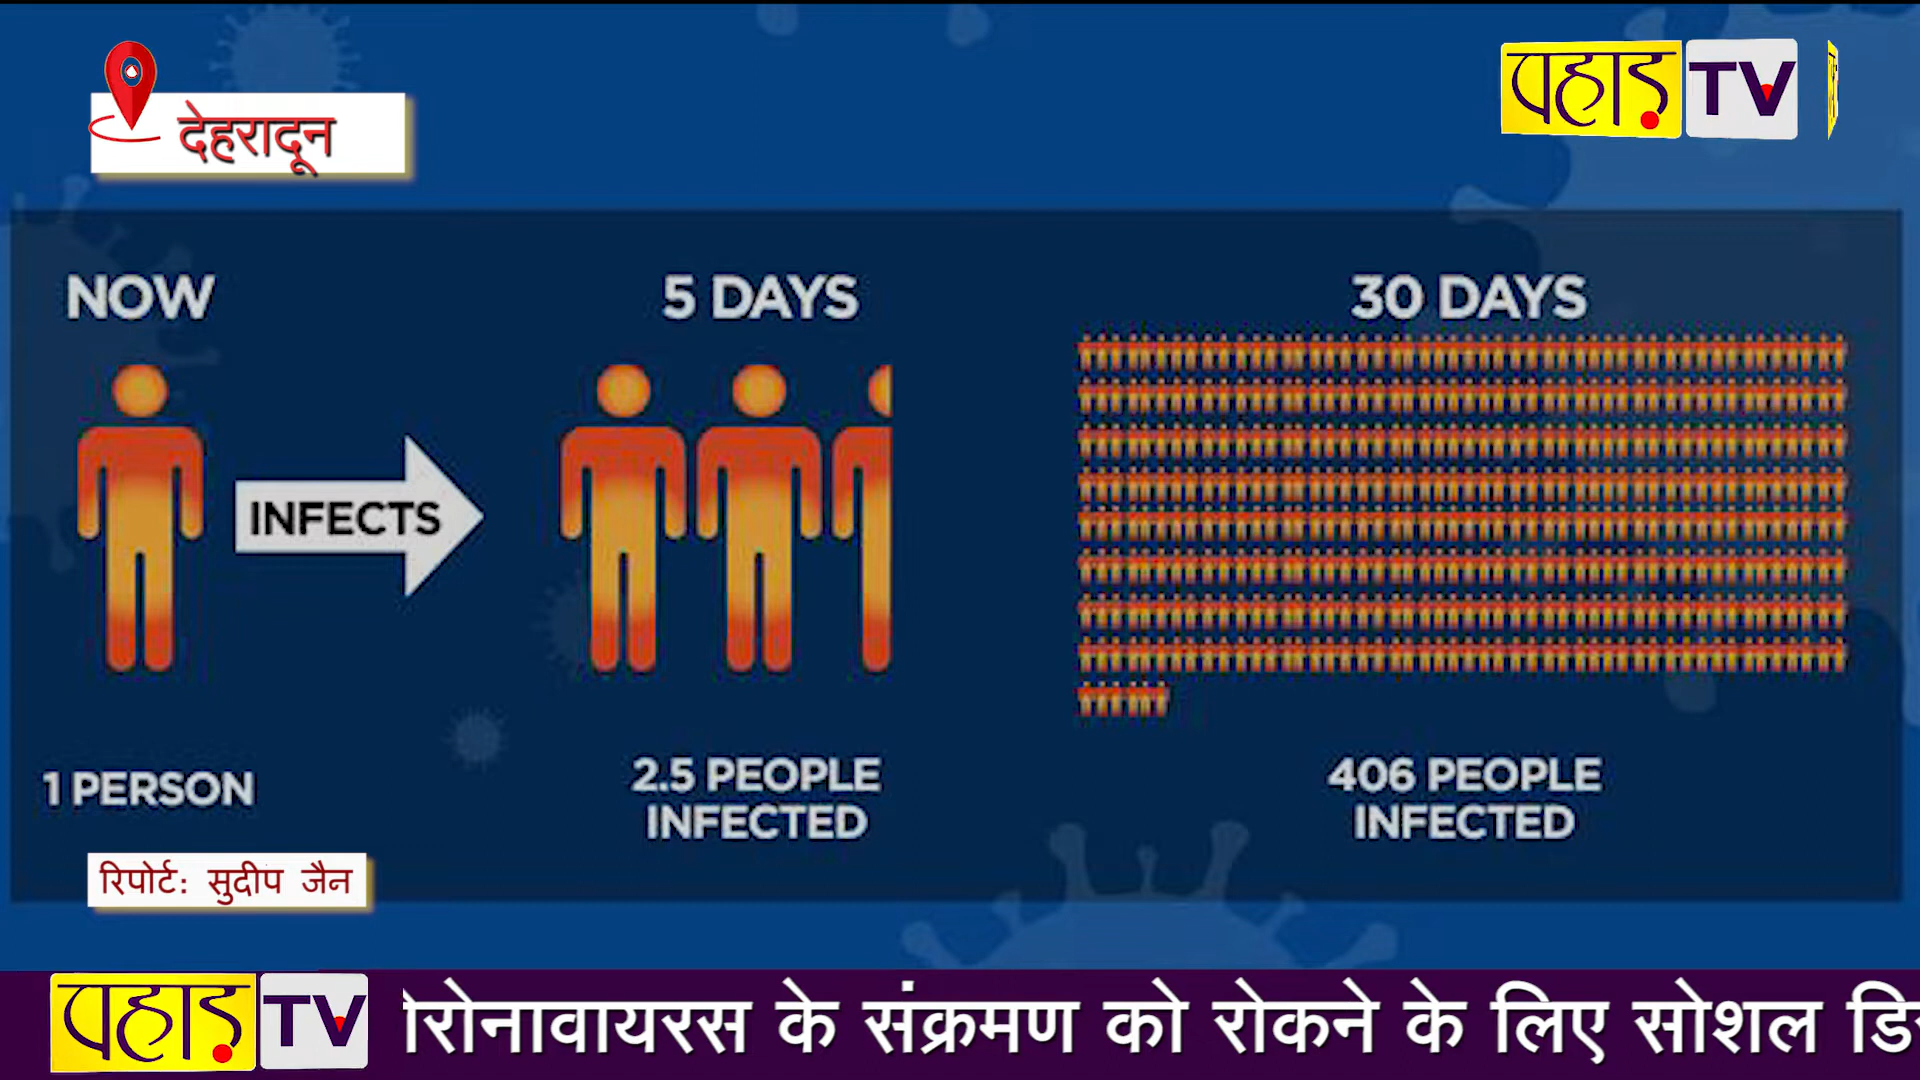 देहरादून
पहाड़ TV
NOW
5 DAYS
30 DAYS
INFECTS
1 PERSON
2.5 PEOPLE
INFECTED
406 PEOPLE
INFECTED
रिपोर्ट: सुदीप जैन
पहाड़ TV
के संक्रमण को रोकने के लिए सोशल